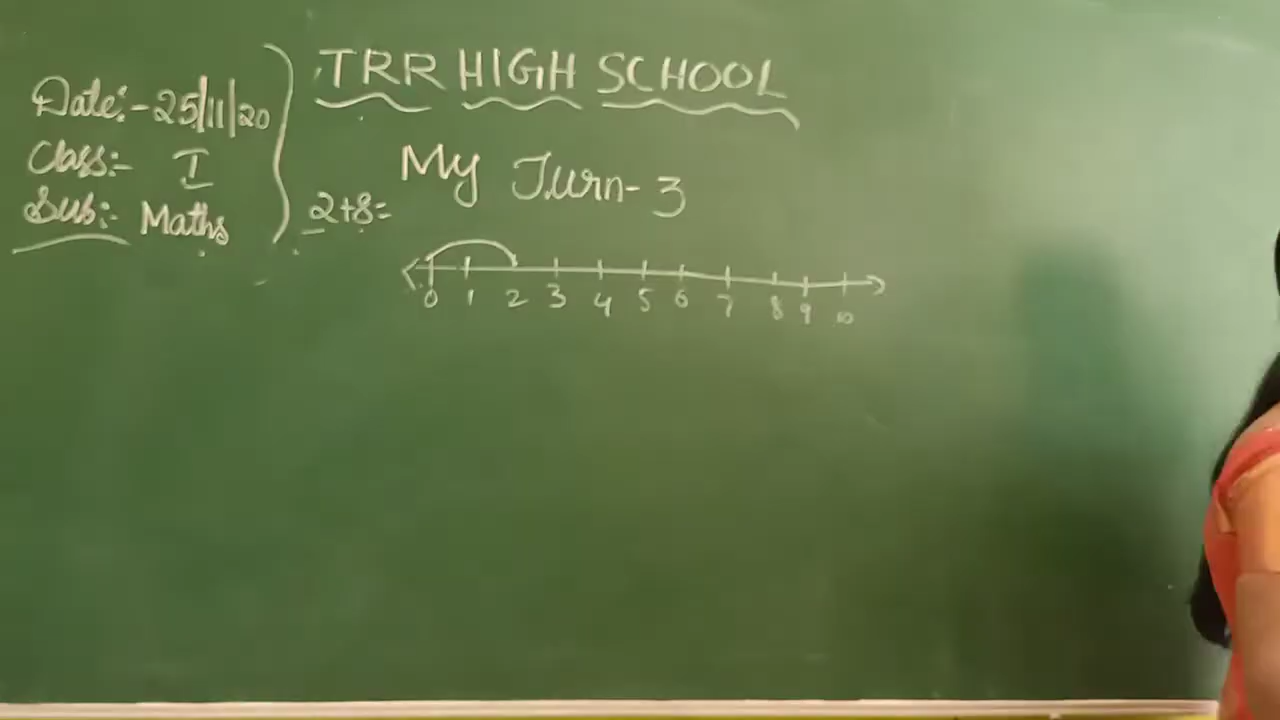 TRR HIGH SCHOOL
Date:- 25/11/20
Class:- I
Sub:- Maths
My Turn- 3
2+8=
0 1 2 3 4 5 6 7 8 9 10